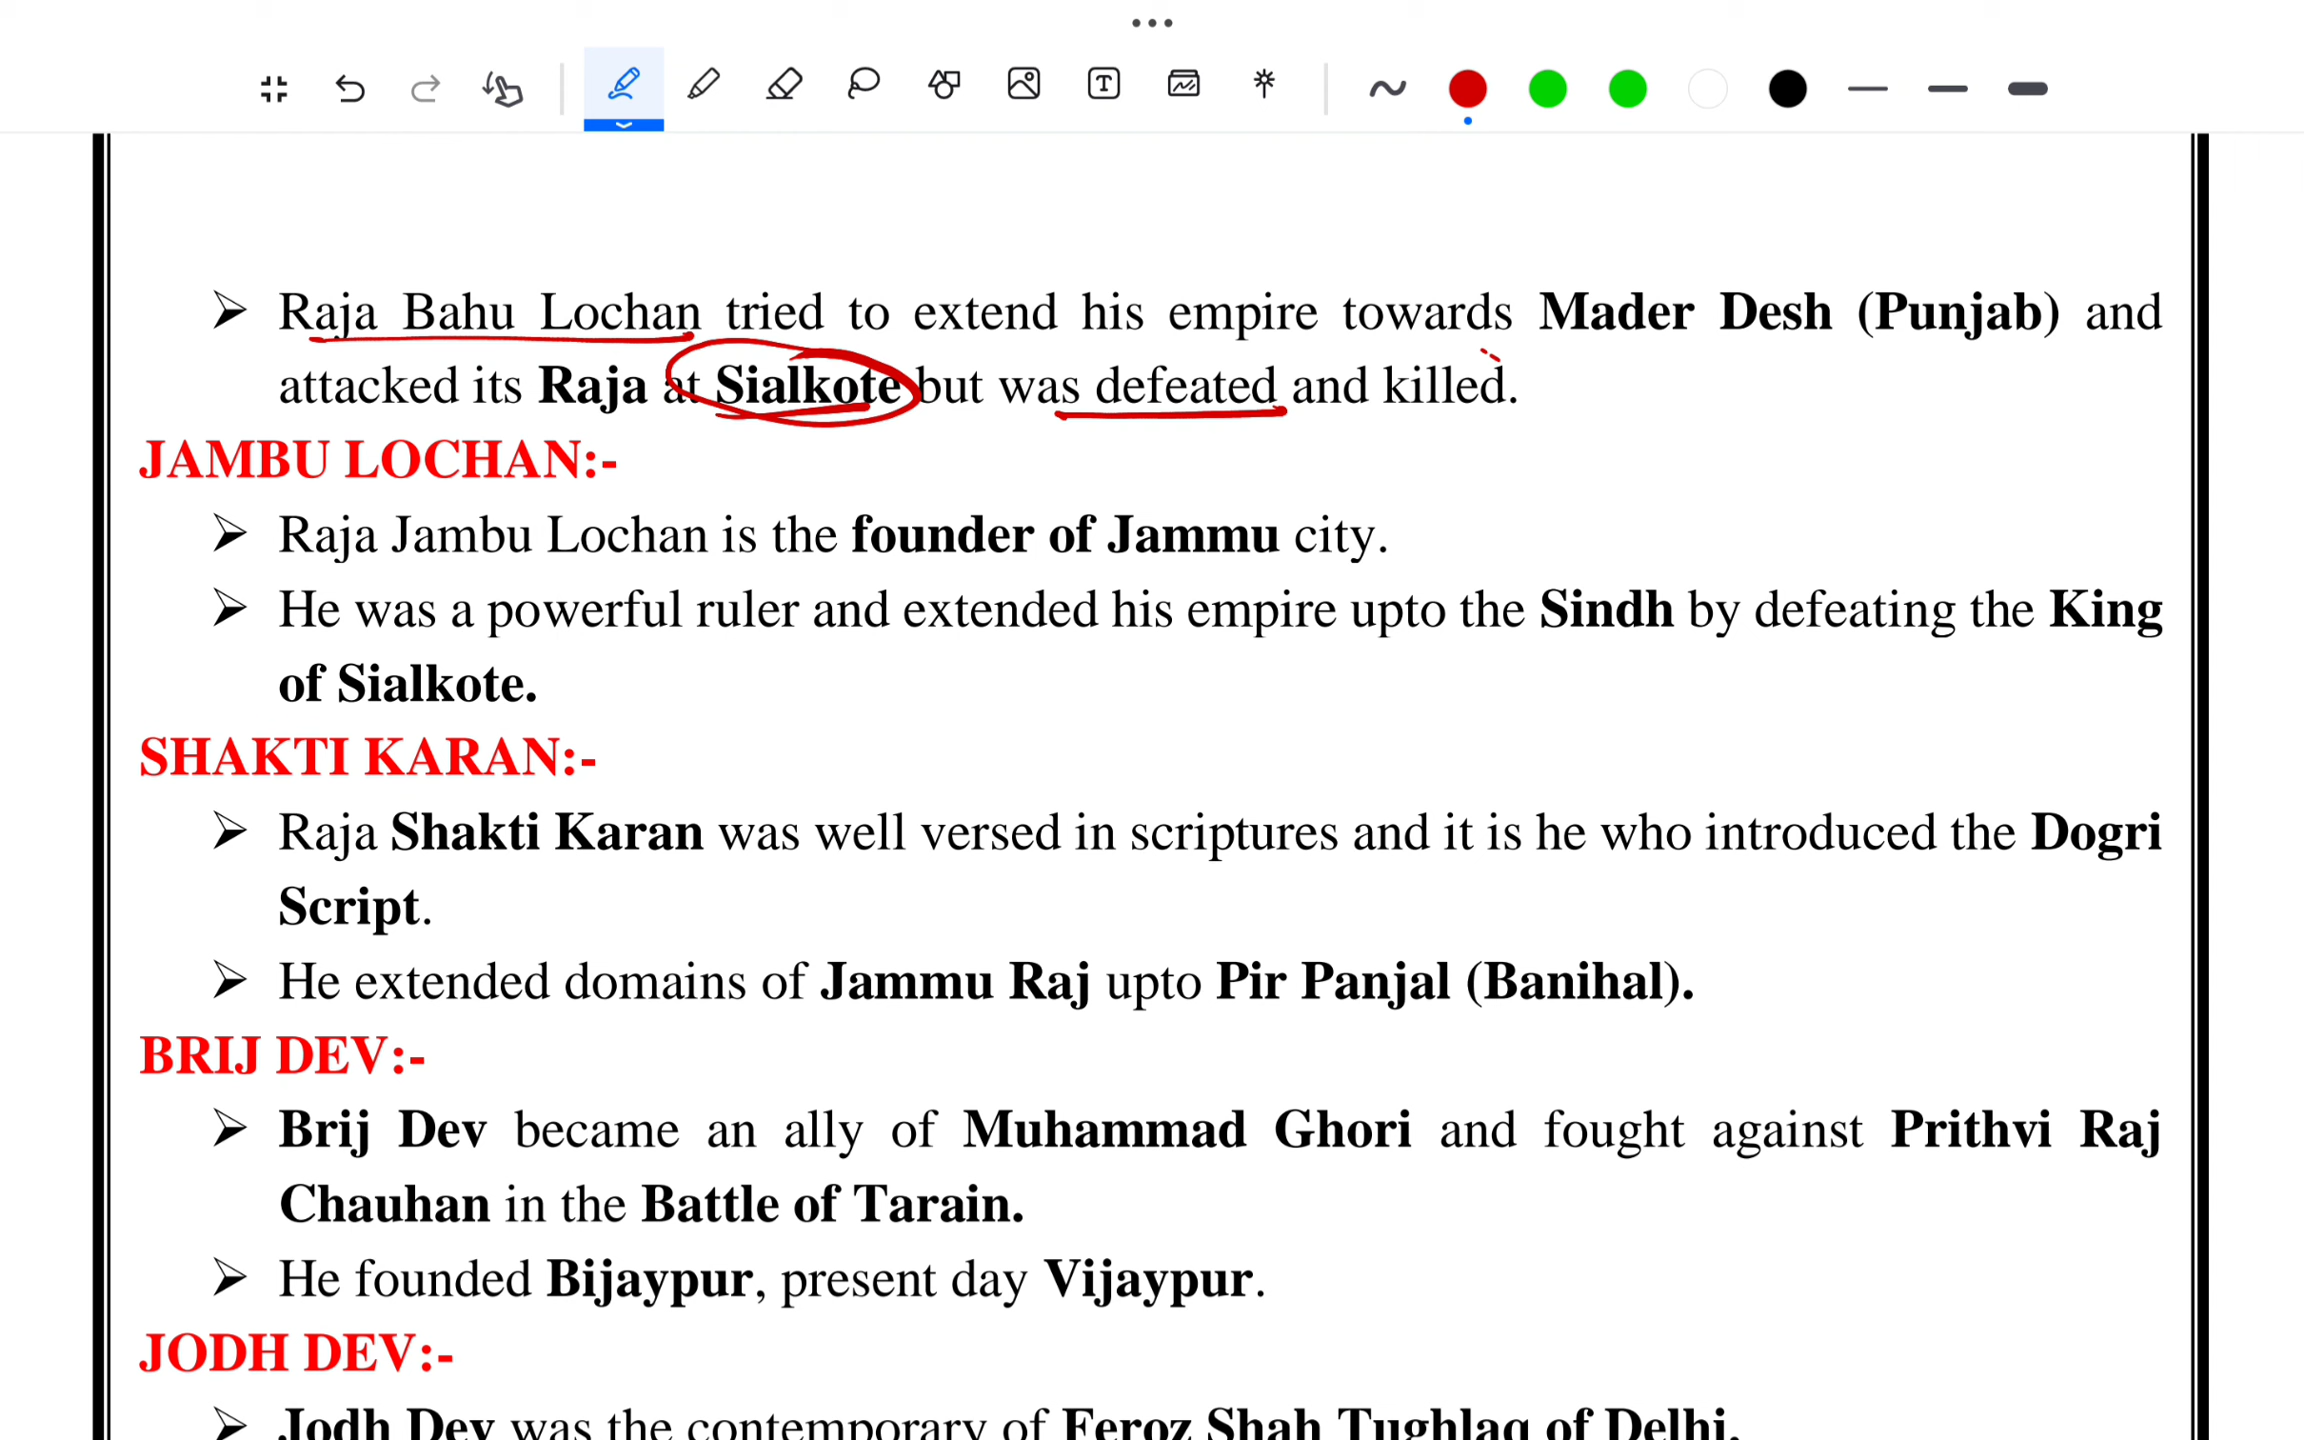 ➢ Raja Bahu Lochan tried to extend his empire towards Mader Desh (Punjab) and
attacked its Raja at Sialkote but was defeated and killed.
JAMBU LOCHAN:-
➢ Raja Jambu Lochan is the founder of Jammu city.
➢ He was a powerful ruler and extended his empire upto the Sindh by defeating the King
of Sialkote.
SHAKTI KARAN:-
➢ Raja Shakti Karan was well versed in scriptures and it is he who introduced the Dogri
Script.
➢ He extended domains of Jammu Raj upto Pir Panjal (Banihal).
BRIJ DEV:-
➢ Brij Dev became an ally of Muhammad Ghori and fought against Prithvi Raj
Chauhan in the Battle of Tarain.
➢ He founded Bijaypur, present day Vijaypur.
JODH DEV:-
➢ Jodh Dev was the contemporary of Feroz Shah Tughlaq of Delhi.